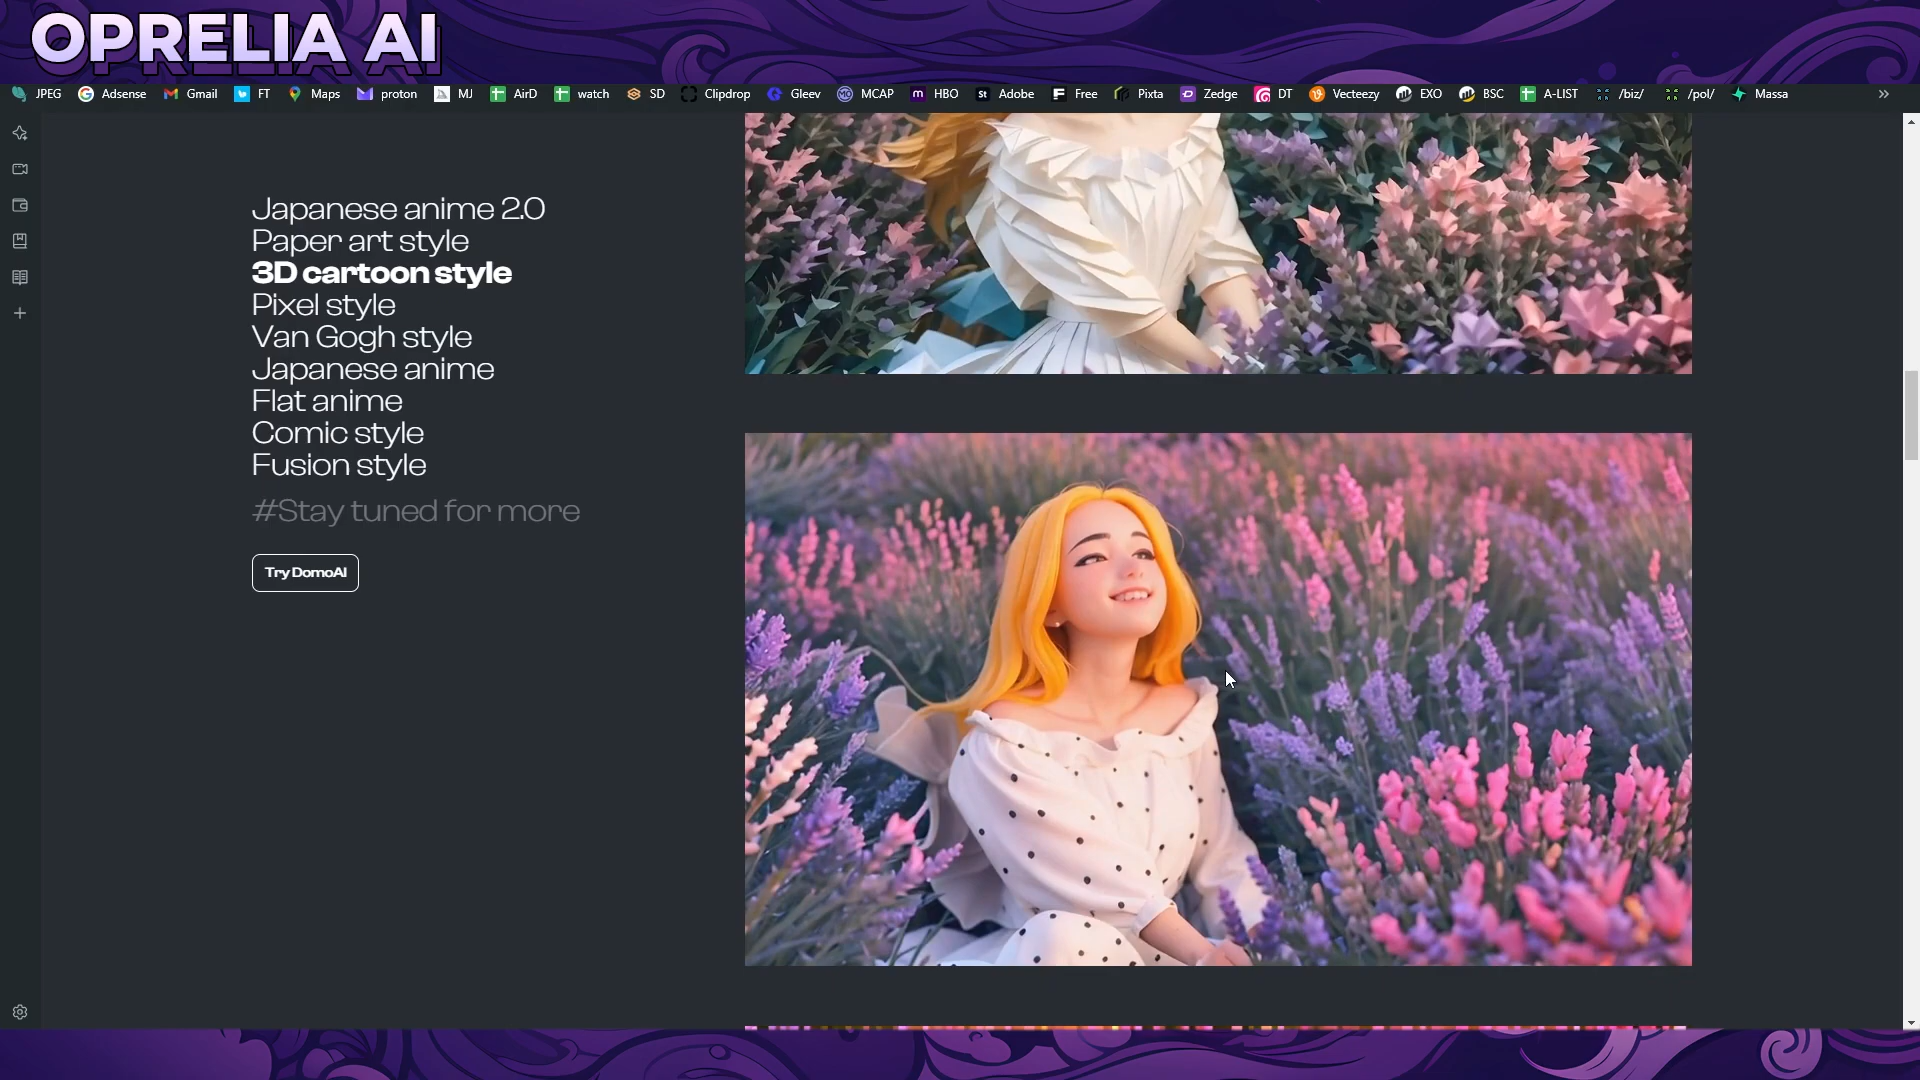 OPRELIA AI
JPEG Adsense Gmail FT Maps proton MJ AirD watch SD Clipdrop Gleev MCAP HBO Adobe Free Pixta Zedge DT Vecteezy EXO BSC A-LIST /biz/ /pol/ Massa
Japanese anime 2.0
Paper art style
3D cartoon style
Pixel style
Van Gogh style
Japanese anime
Flat anime
Comic style
Fusion style
#Stay tuned for more
Try DomoAI